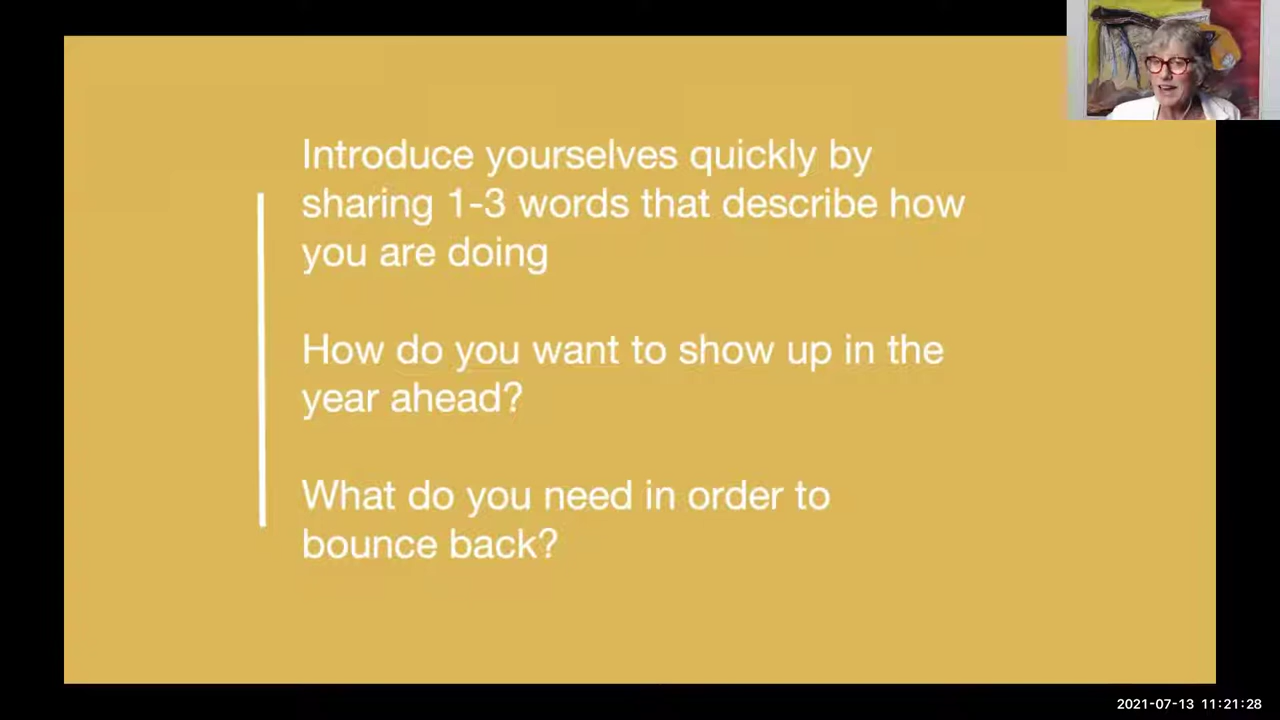 Introduce yourselves quickly by
sharing 1-3 words that describe how
you are doing
How do you want to show up in the
year ahead?
What do you need in order to
bounce back?
2021-07-13 11:21:28